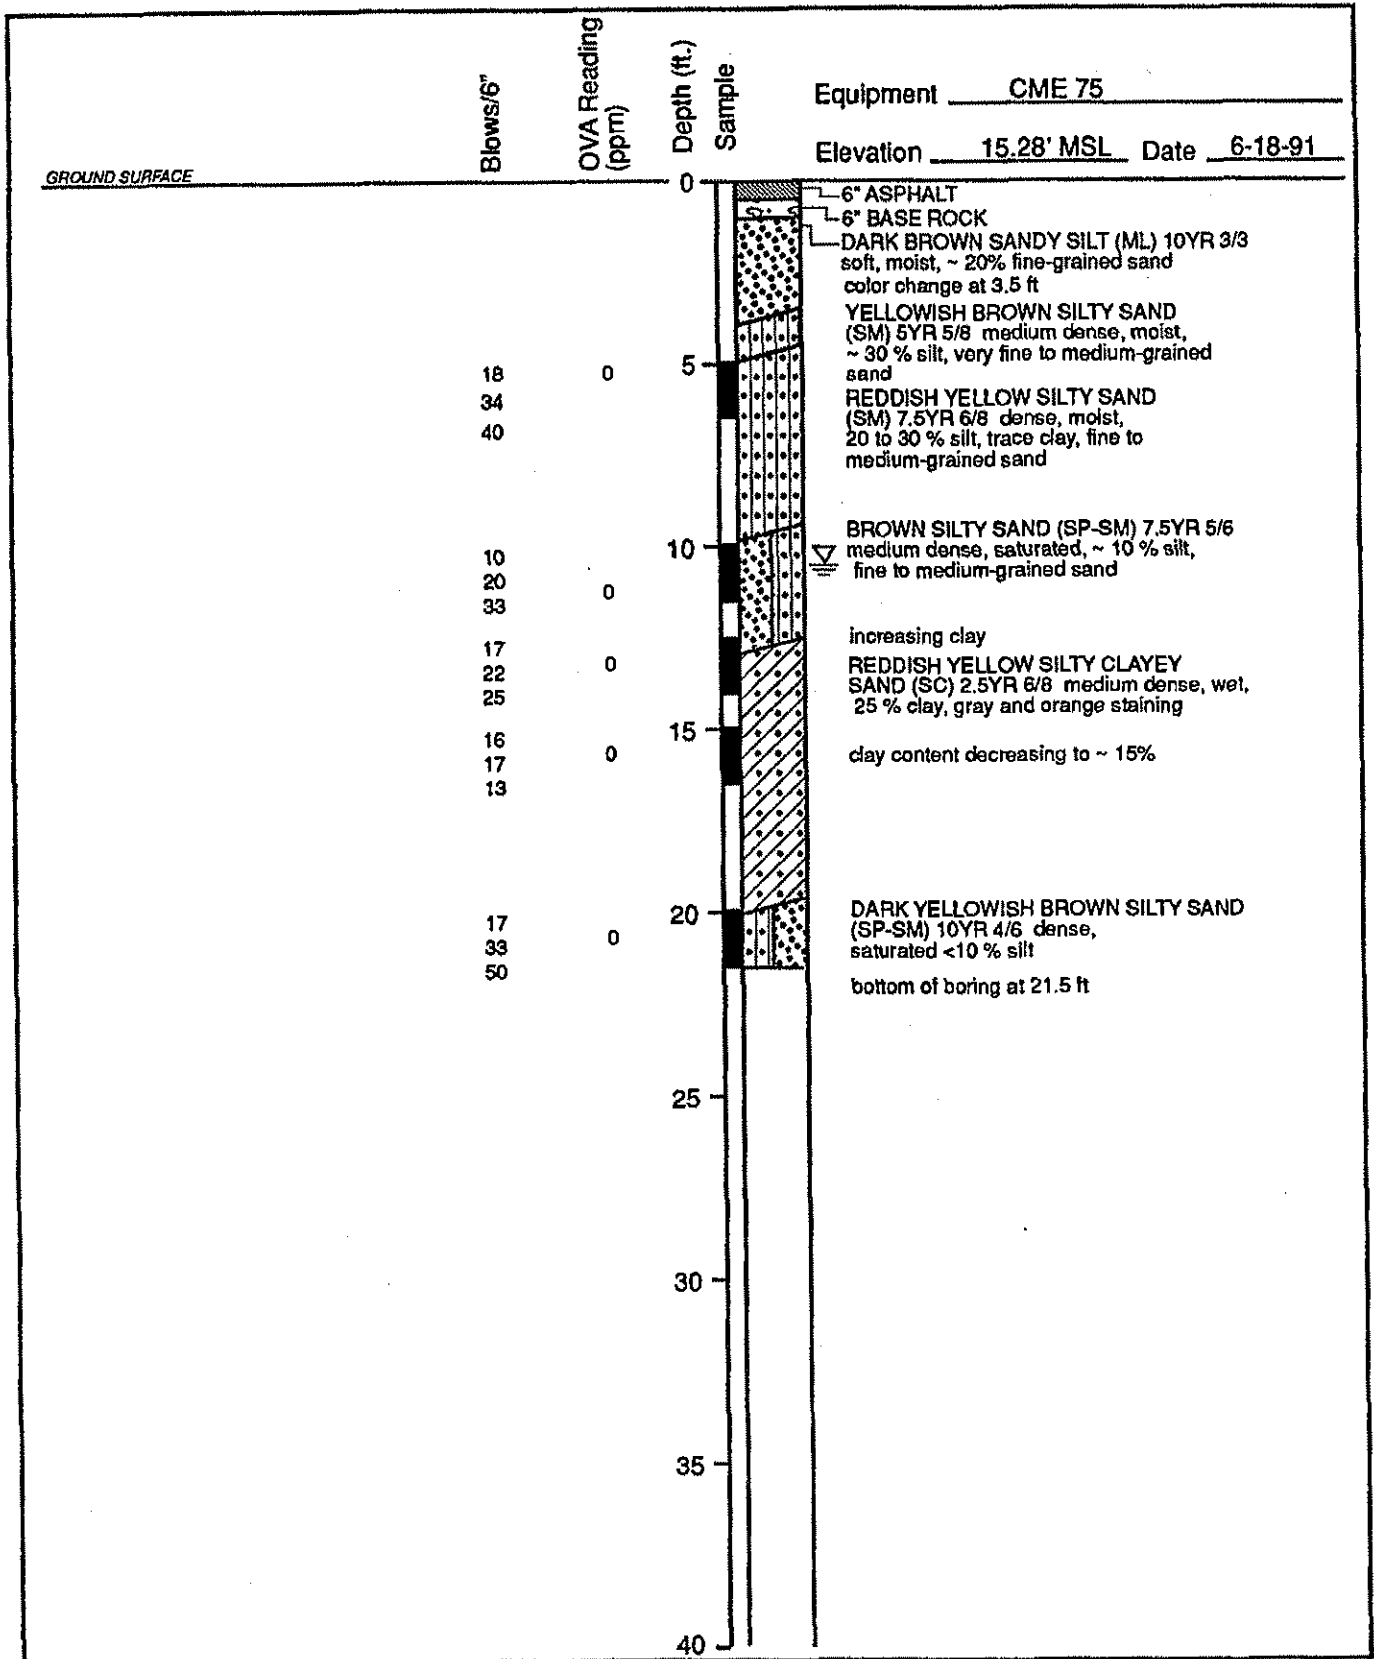 Blows/6"
OVA Reading
(ppm)
Depth (ft.)
Sample
Equipment CME 75
Elevation 15.28' MSL Date 6-18-91
GROUND SURFACE
0
6" ASPHALT
6" BASE ROCK
DARK BROWN SANDY SILT (ML) 10YR 3/3
soft, moist, ~ 20% fine-grained sand
color change at 3.5 ft
YELLOWISH BROWN SILTY SAND
(SM) 5YR 5/8 medium dense, moist,
~ 30 % silt, very fine to medium-grained
sand
5
18 0
34
40
REDDISH YELLOW SILTY SAND
(SM) 7.5YR 6/8 dense, moist,
20 to 30 % silt, trace clay, fine to
medium-grained sand
BROWN SILTY SAND (SP-SM) 7.5YR 5/6
medium dense, saturated, ~ 10 % silt,
fine to medium-grained sand
10
10
20
0
33
increasing clay
17
0
22
25
REDDISH YELLOW SILTY CLAYEY
SAND (SC) 2.5YR 6/8 medium dense, wet,
25 % clay, gray and orange staining
15
16
0
17
13
clay content decreasing to ~ 15%
20
17
0
33
50
DARK YELLOWISH BROWN SILTY SAND
(SP-SM) 10YR 4/6 dense,
saturated <10 % silt
bottom of boring at 21.5 ft
25
30
35
40